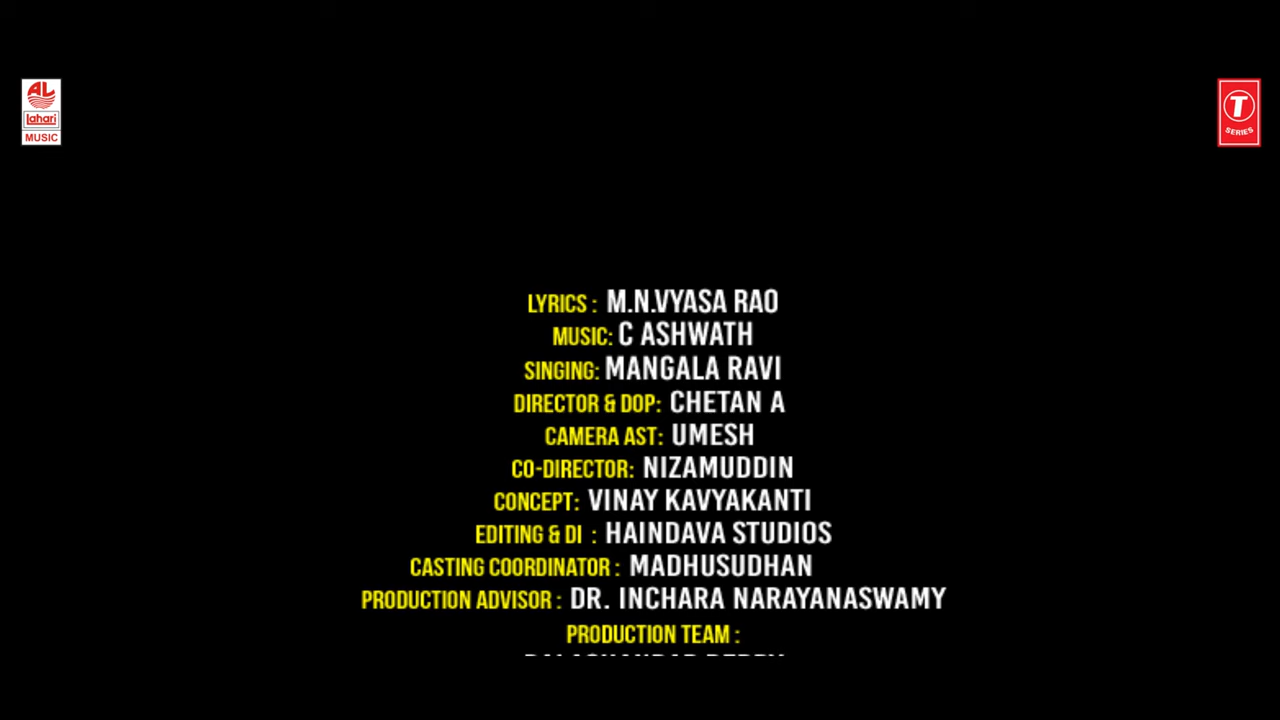 AL
lahari
MUSIC
T
SERIES
LYRICS : M.N.VYASA RAO
MUSIC: C ASHWATH
SINGING: MANGALA RAVI
DIRECTOR & DOP: CHETAN A
CAMERA AST: UMESH
CO-DIRECTOR: NIZAMUDDIN
CONCEPT: VINAY KAVYAKANTI
EDITING & DI : HAINDAVA STUDIOS
CASTING COORDINATOR : MADHUSUDHAN
PRODUCTION ADVISOR : DR. INCHARA NARAYANASWAMY
PRODUCTION TEAM :